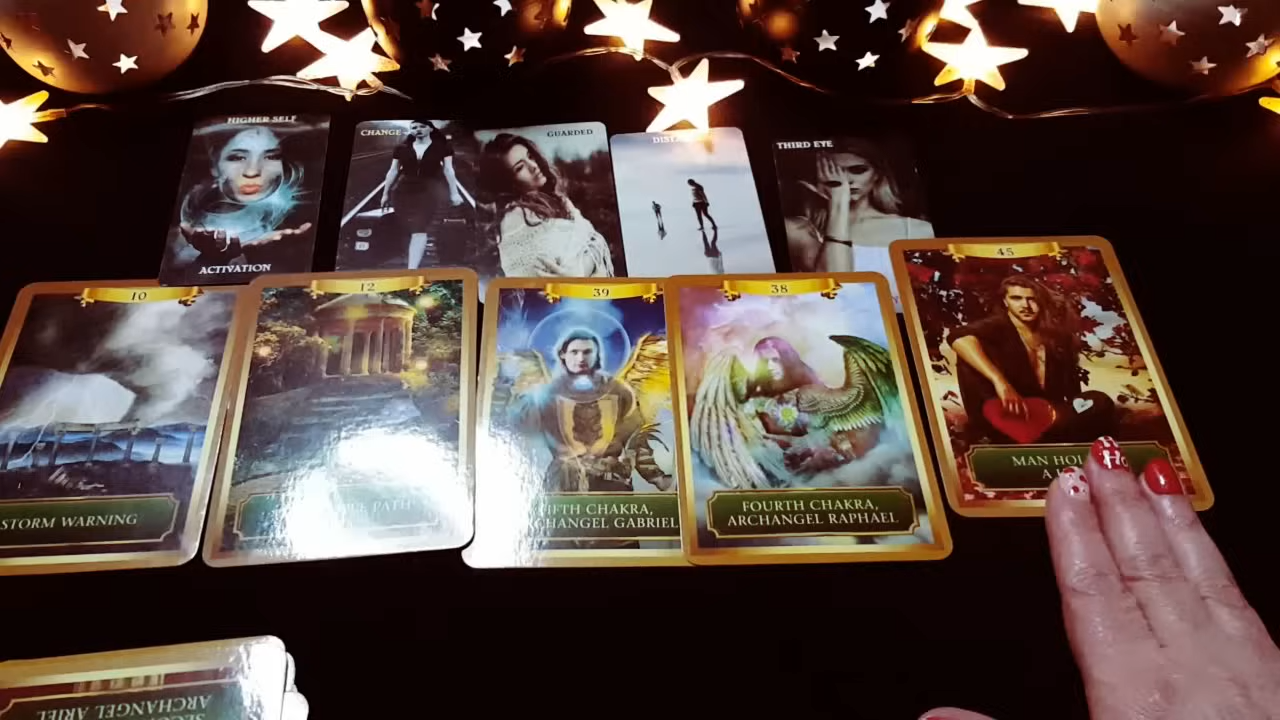 HIGHER SELF
ACTIVATION
CHANGE
GUARDED
THIRD EYE
10
STORM WARNING
12
PATH
39
FIFTH CHAKRA,
ARCHANGEL GABRIEL
38
FOURTH CHAKRA,
ARCHANGEL RAPHAEL
45
MAN
A
ARCHANGEL ARIEL